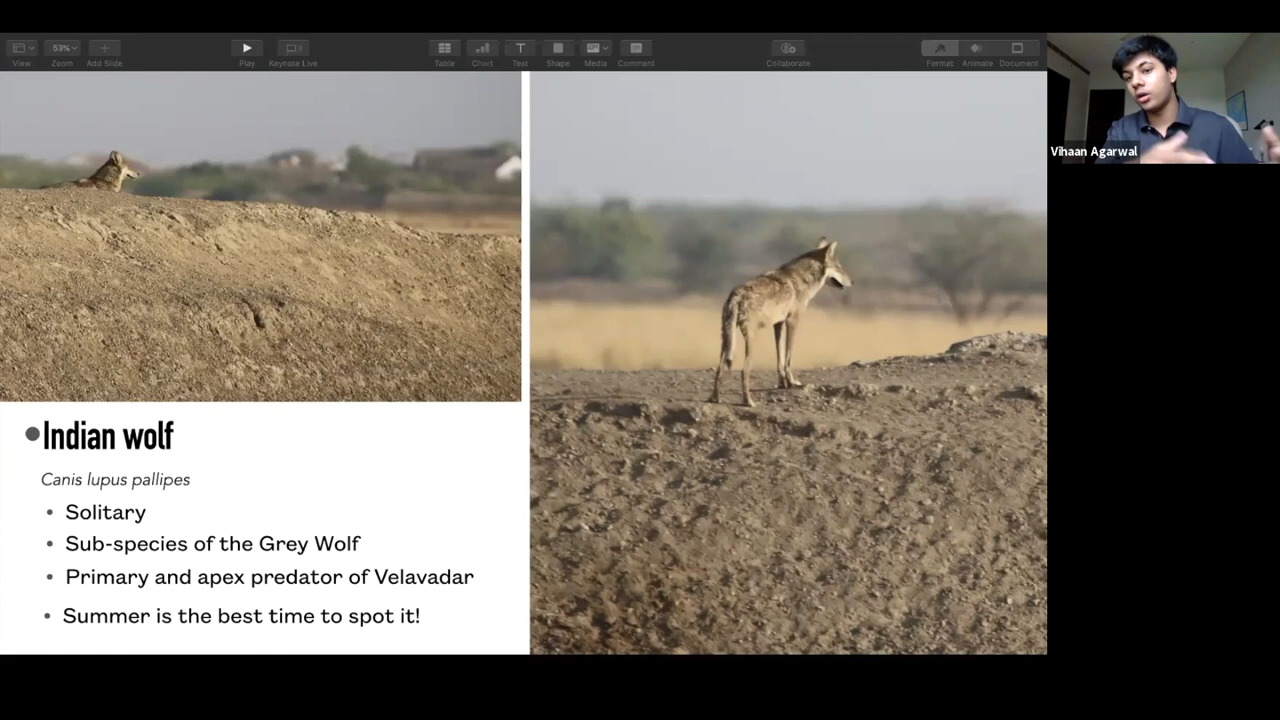 53%
View
Zoom
Add Slide
Play
Keynote Live
Table
Chart
Text
Shape
Media
Comment
Collaborate
Format
Animate
Document
Vihaan Agarwal
Indian wolf
Canis lupus pallipes
• Solitary
• Sub-species of the Grey Wolf
• Primary and apex predator of Velavadar
• Summer is the best time to spot it!